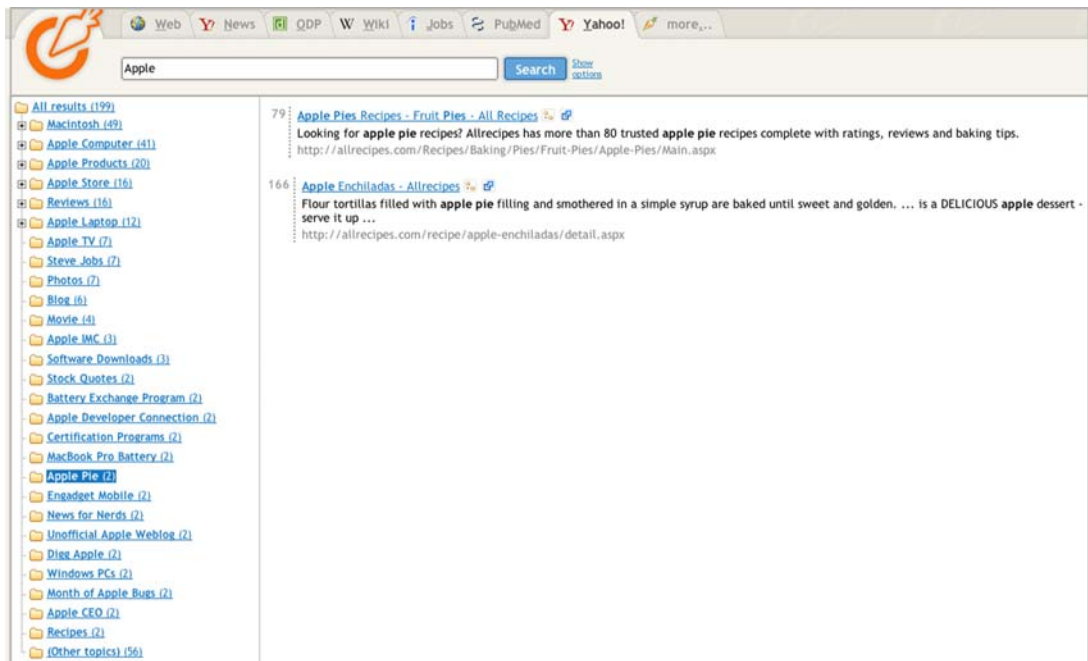 Web News ODP Wiki Jobs PubMed Yahoo! more...
Apple Search Show options
All results (199)
Macintosh (49)
Apple Computer (41)
Apple Products (20)
Apple Store (16)
Reviews (16)
Apple Laptop (12)
Apple TV (7)
Steve Jobs (7)
Photos (7)
Blog (6)
Movie (4)
Apple IMC (3)
Software Downloads (3)
Stock Quotes (2)
Battery Exchange Program (2)
Apple Developer Connection (2)
Certification Programs (2)
MacBook Pro Battery (2)
Apple Pie (2)
Engadget Mobile (2)
News for Nerds (2)
Unofficial Apple Weblog (2)
Digg Apple (2)
Windows PCs (2)
Month of Apple Bugs (2)
Apple CEO (2)
Recipes (2)
(Other topics) (56)
79 Apple Pies Recipes - Fruit Pies - All Recipes
Looking for apple pie recipes? Allrecipes has more than 80 trusted apple pie recipes complete with ratings, reviews and baking tips.
http://allrecipes.com/Recipes/Baking/Pies/Fruit-Pies/Apple-Pies/Main.aspx
166 Apple Enchiladas - Allrecipes
Flour tortillas filled with apple pie filling and smothered in a simple syrup are baked until sweet and golden. ... is a DELICIOUS apple dessert -
serve it up ...
http://allrecipes.com/recipe/apple-enchiladas/detail.aspx